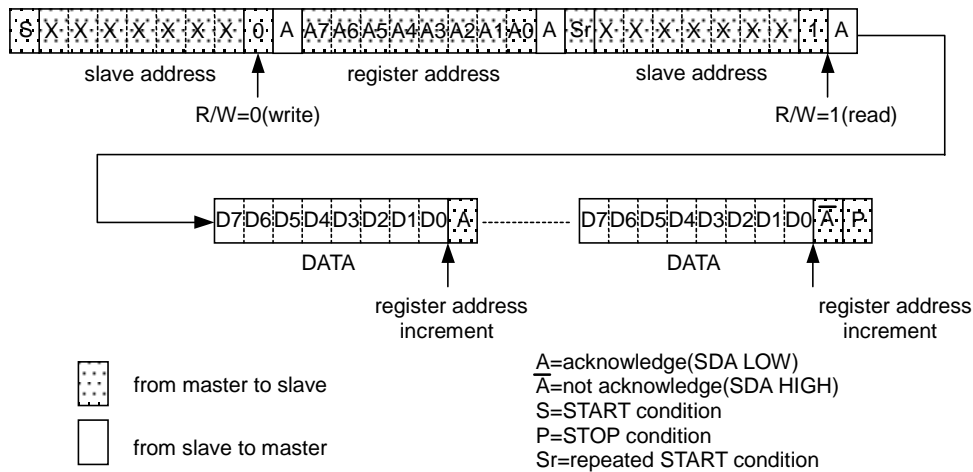 S X X X X X X X 0 A A7 A6 A5 A4 A3 A2 A1 A0 A Sr X X X X X X X 1 A
slave address register address slave address
R/W=0(write) R/W=1(read)
D7 D6 D5 D4 D3 D2 D1 D0 A D7 D6 D5 D4 D3 D2 D1 D0 A̅ P
DATA DATA
register address register address
increment increment
A=acknowledge(SDA LOW)
from master to slave
A̅=not acknowledge(SDA HIGH)
S=START condition
P=STOP condition
from slave to master
Sr=repeated START condition